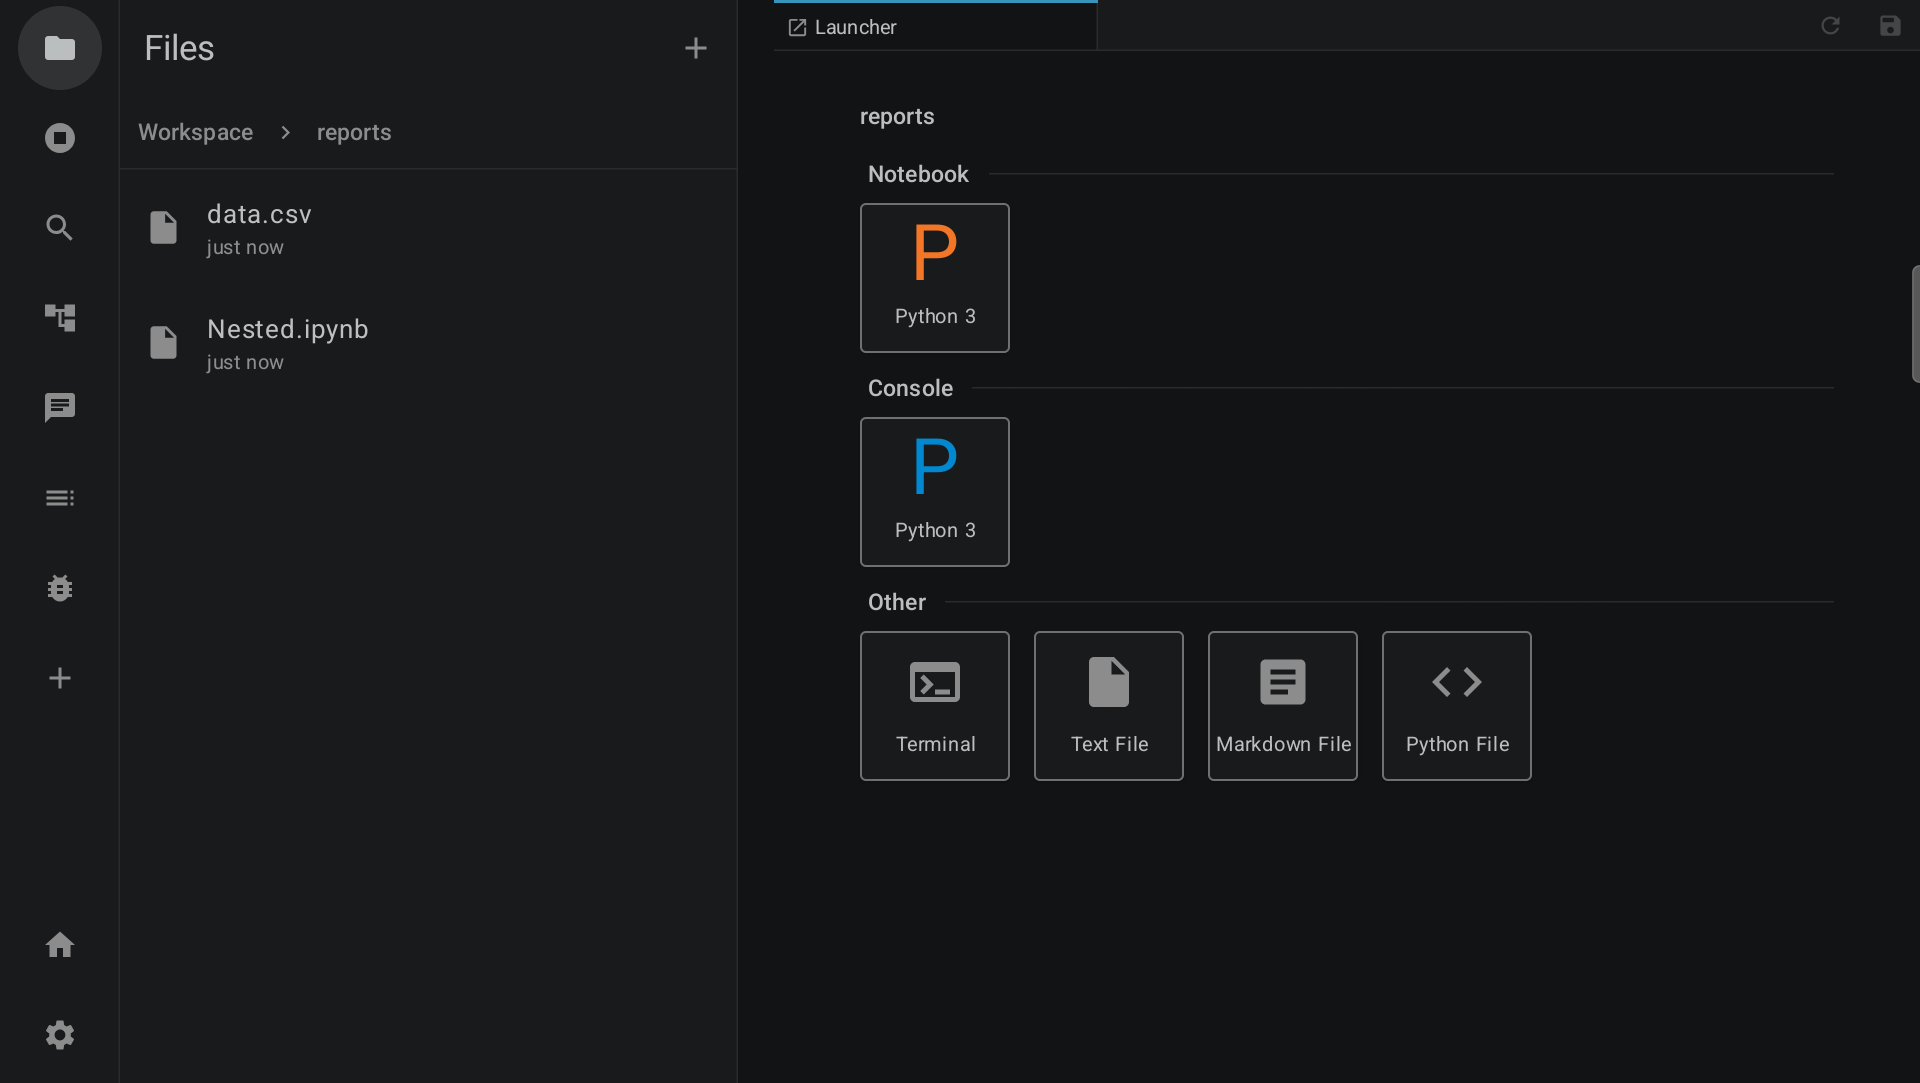 Files
Workspace > reports
data.csv
just now
Nested.ipynb
just now
Launcher
reports
Notebook
P
Python 3
Console
P
Python 3
Other
Terminal
Text File
Markdown File
Python File